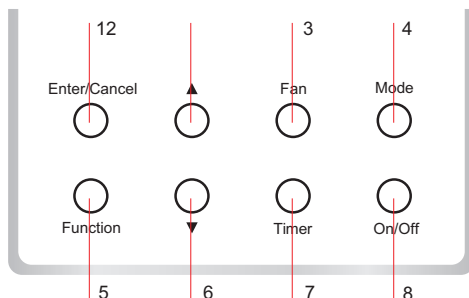 12 3 4
Enter/Cancel ▲ Fan Mode
Function ▼ Timer On/Off
5 6 7 8